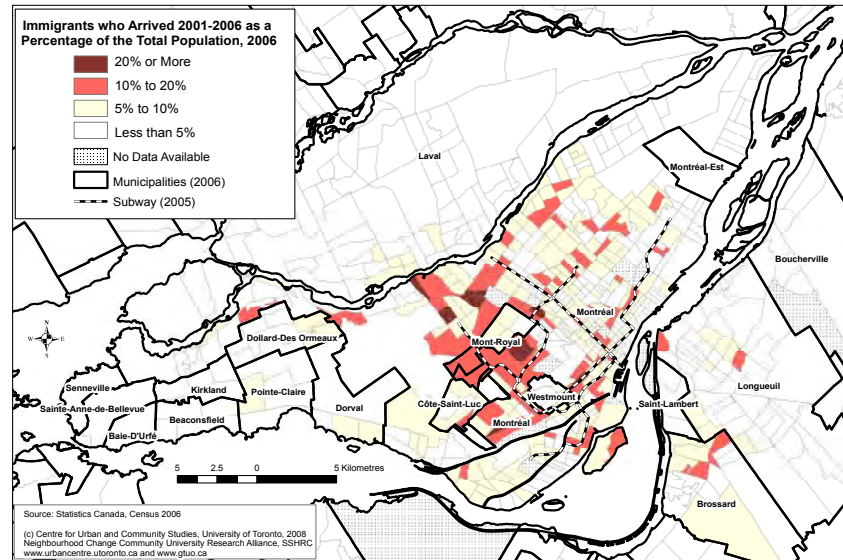 Immigrants who Arrived 2001-2006 as a
Percentage of the Total Population, 2006
20% or More
10% to 20%
5% to 10%
Less than 5%
No Data Available
Municipalities (2006)
Subway (2005)
Laval
Montréal-Est
Boucherville
Montréal
Mont-Royal
Dollard-Des Ormeaux
N
W E
S
Senneville
Kirkland
Pointe-Claire
Sainte-Anne-de-Bellevue
Beaconsfield
Dorval
Côte-Saint-Luc
Westmount
Longueuil
Saint-Lambert
Baie-D'Urfé
Montréal
5 2.5 0 5 Kilometres
Brossard
Source: Statistics Canada, Census 2006
(c) Centre for Urban and Community Studies, University of Toronto, 2008
Neighbourhood Change Community University Research Alliance, SSHRC
www.urbancentre.utoronto.ca and www.gtuo.ca